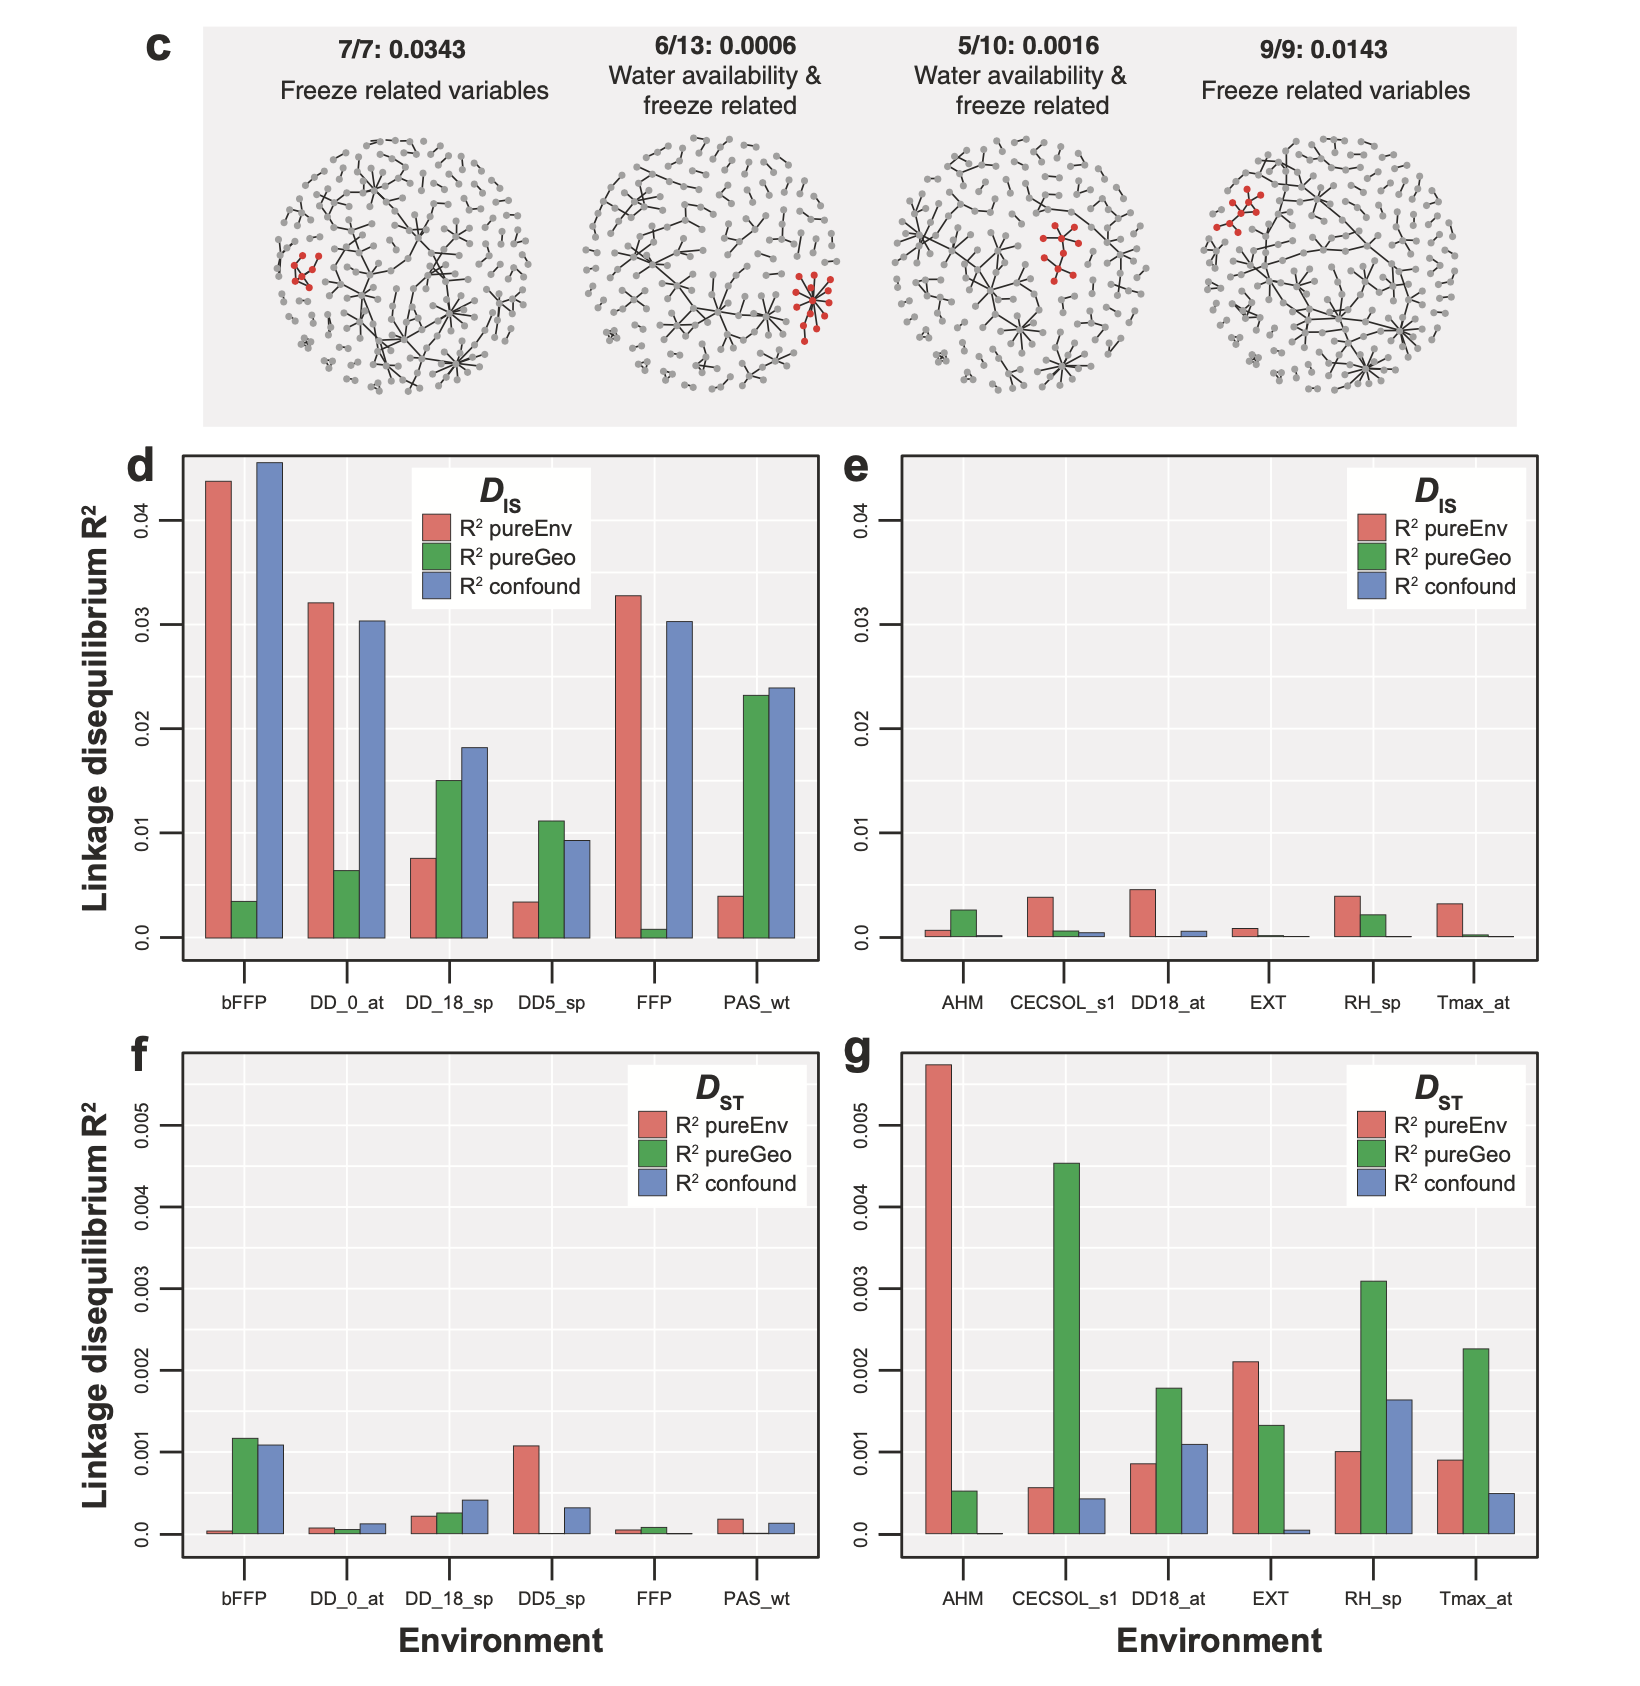 c
7/7: 0.0343
Freeze related variables
6/13: 0.0006
Water availability &
freeze related
5/10: 0.0016
Water availability &
freeze related
9/9: 0.0143
Freeze related variables
d
Linkage disequilibrium R²
0.04
0.03
0.02
0.01
0.0
D IS
R² pureEnv
R² pureGeo
R² confound
bFFP DD_0_at DD_18_sp DD5_sp FFP PAS_wt
e
0.04
0.03
0.02
0.01
0.0
D IS
R² pureEnv
R² pureGeo
R² confound
AHM CECSOL_s1 DD18_at EXT RH_sp Tmax_at
f
Linkage disequilibrium R²
0.005
0.004
0.003
0.002
0.001
0.0
D ST
R² pureEnv
R² pureGeo
R² confound
bFFP DD_0_at DD_18_sp DD5_sp FFP PAS_wt
Environment
g
0.005
0.004
0.003
0.002
0.001
0.0
D ST
R² pureEnv
R² pureGeo
R² confound
AHM CECSOL_s1 DD18_at EXT RH_sp Tmax_at
Environment